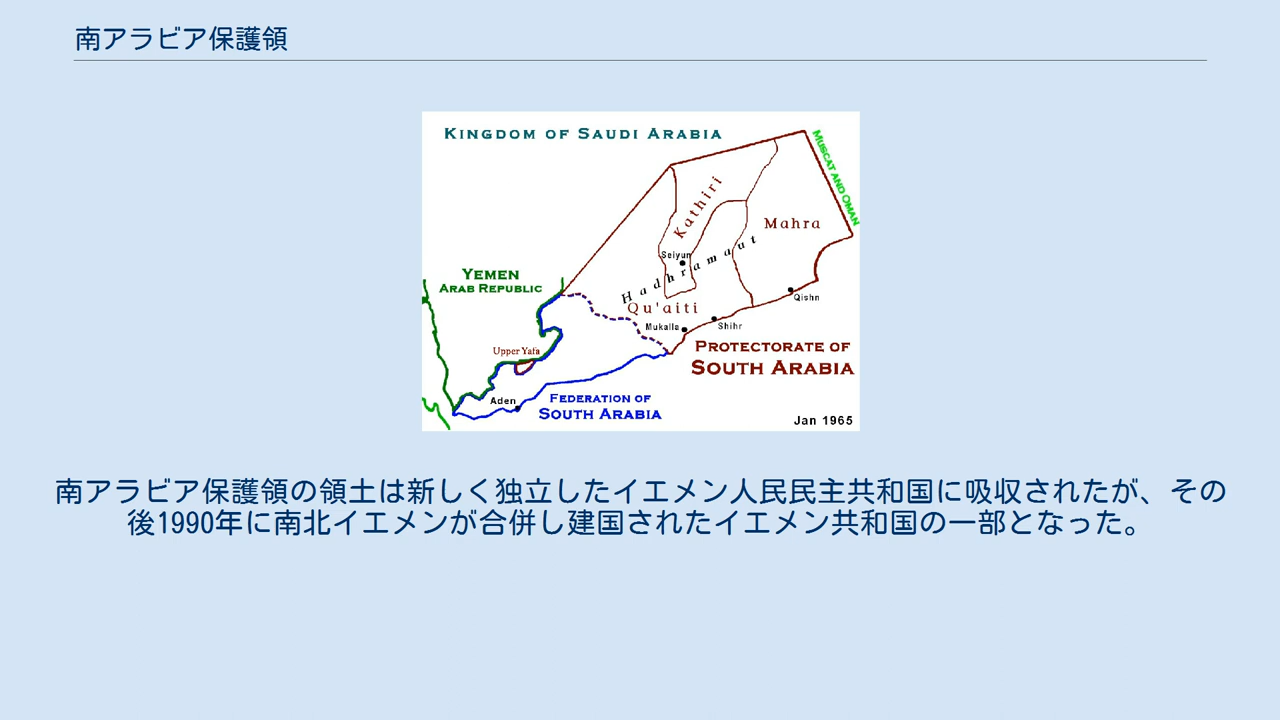 南アラビア保護領
KINGDOM OF SAUDI ARABIA
MUSCAT AND OMAN
Kathiri
Mahra
Seiyun
Hadhramaut
YEMEN
ARAB REPUBLIC
Qu'aiti
Qishn
Mukalla
Shihr
Upper Yafa
PROTECTORATE OF
SOUTH ARABIA
Aden
FEDERATION OF
SOUTH ARABIA
Jan 1965
南アラビア保護領の領土は新しく独立したイエメン人民民主共和国に吸収されたが、その
後1990年に南北イエメンが合併し建国されたイエメン共和国の一部となった。